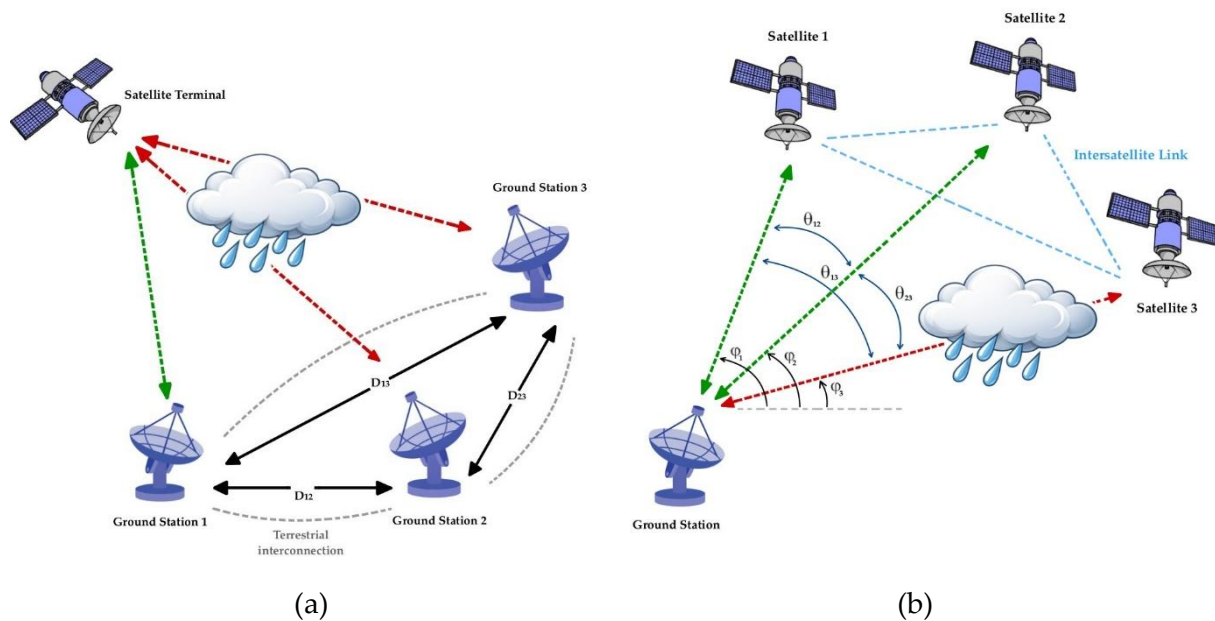 Satellite Terminal
Ground Station 3
D13
D23
D12
Ground Station 1
Ground Station 2
Terrestrial
interconnection
(a)
Satellite 2
Satellite 1
Intersatellite Link
θ12
θ13
θ23
Satellite 3
φ1
φ2
φ3
Ground Station
(b)